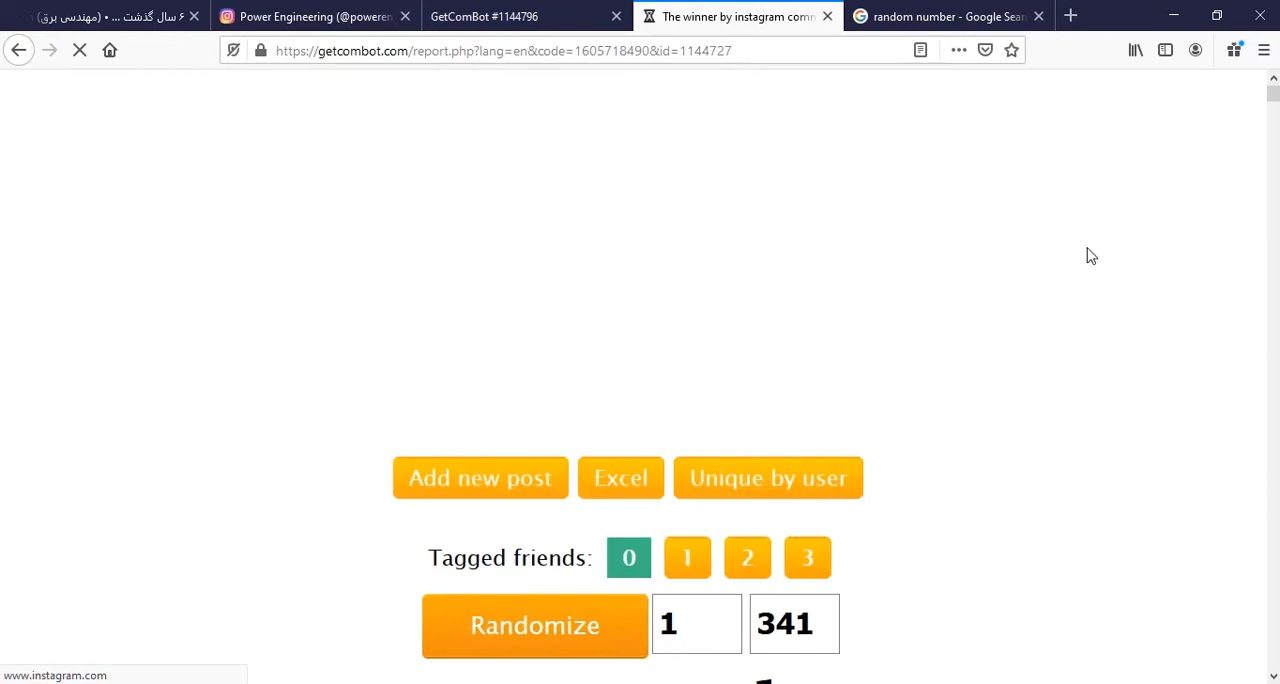 ۶ سال گذشت ... • (مهندسی برق)
Power Engineering (@poweren
GetComBot #1144796
The winner by instagram comm
random number - Google Sear
https://getcombot.com/report.php?lang=en&code=1605718490&id=1144727
Add new post
Excel
Unique by user
Tagged friends: 0 1 2 3
Randomize 1 341
1
www.instagram.com